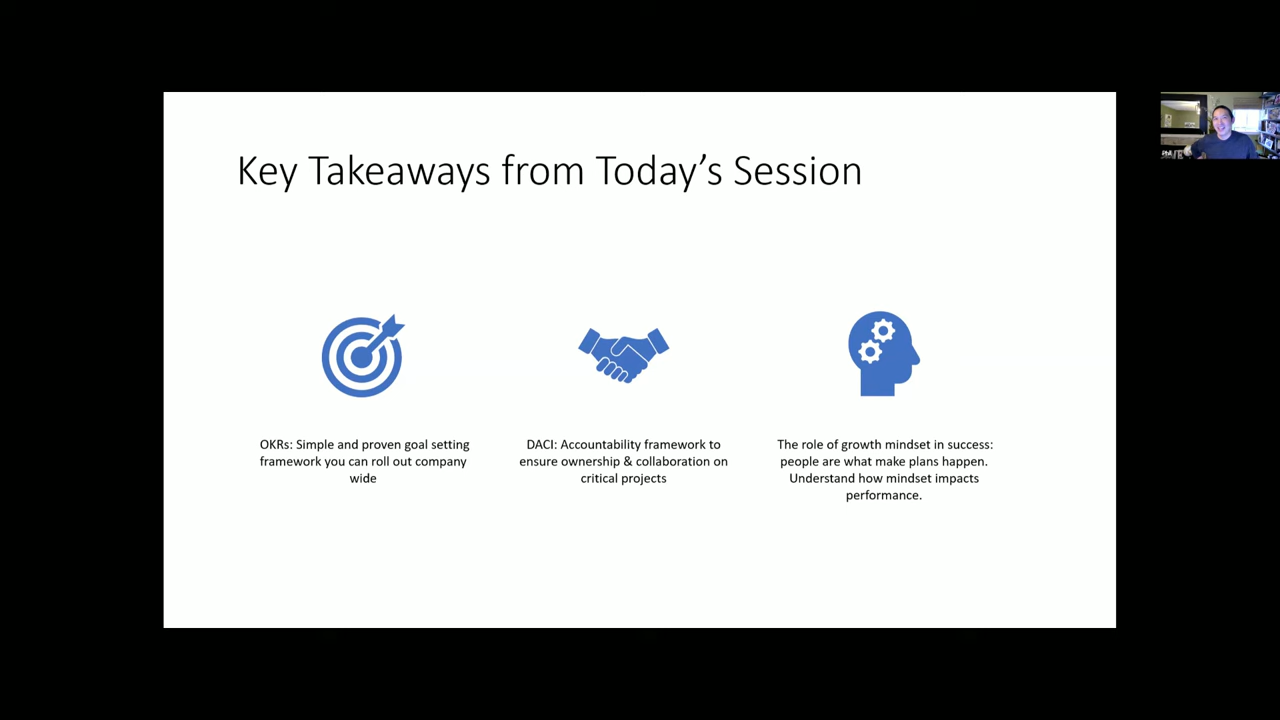 Key Takeaways from Today’s Session
OKRs: Simple and proven goal setting
framework you can roll out company
wide
DACI: Accountability framework to
ensure ownership & collaboration on
critical projects
The role of growth mindset in success:
people are what make plans happen.
Understand how mindset impacts
performance.